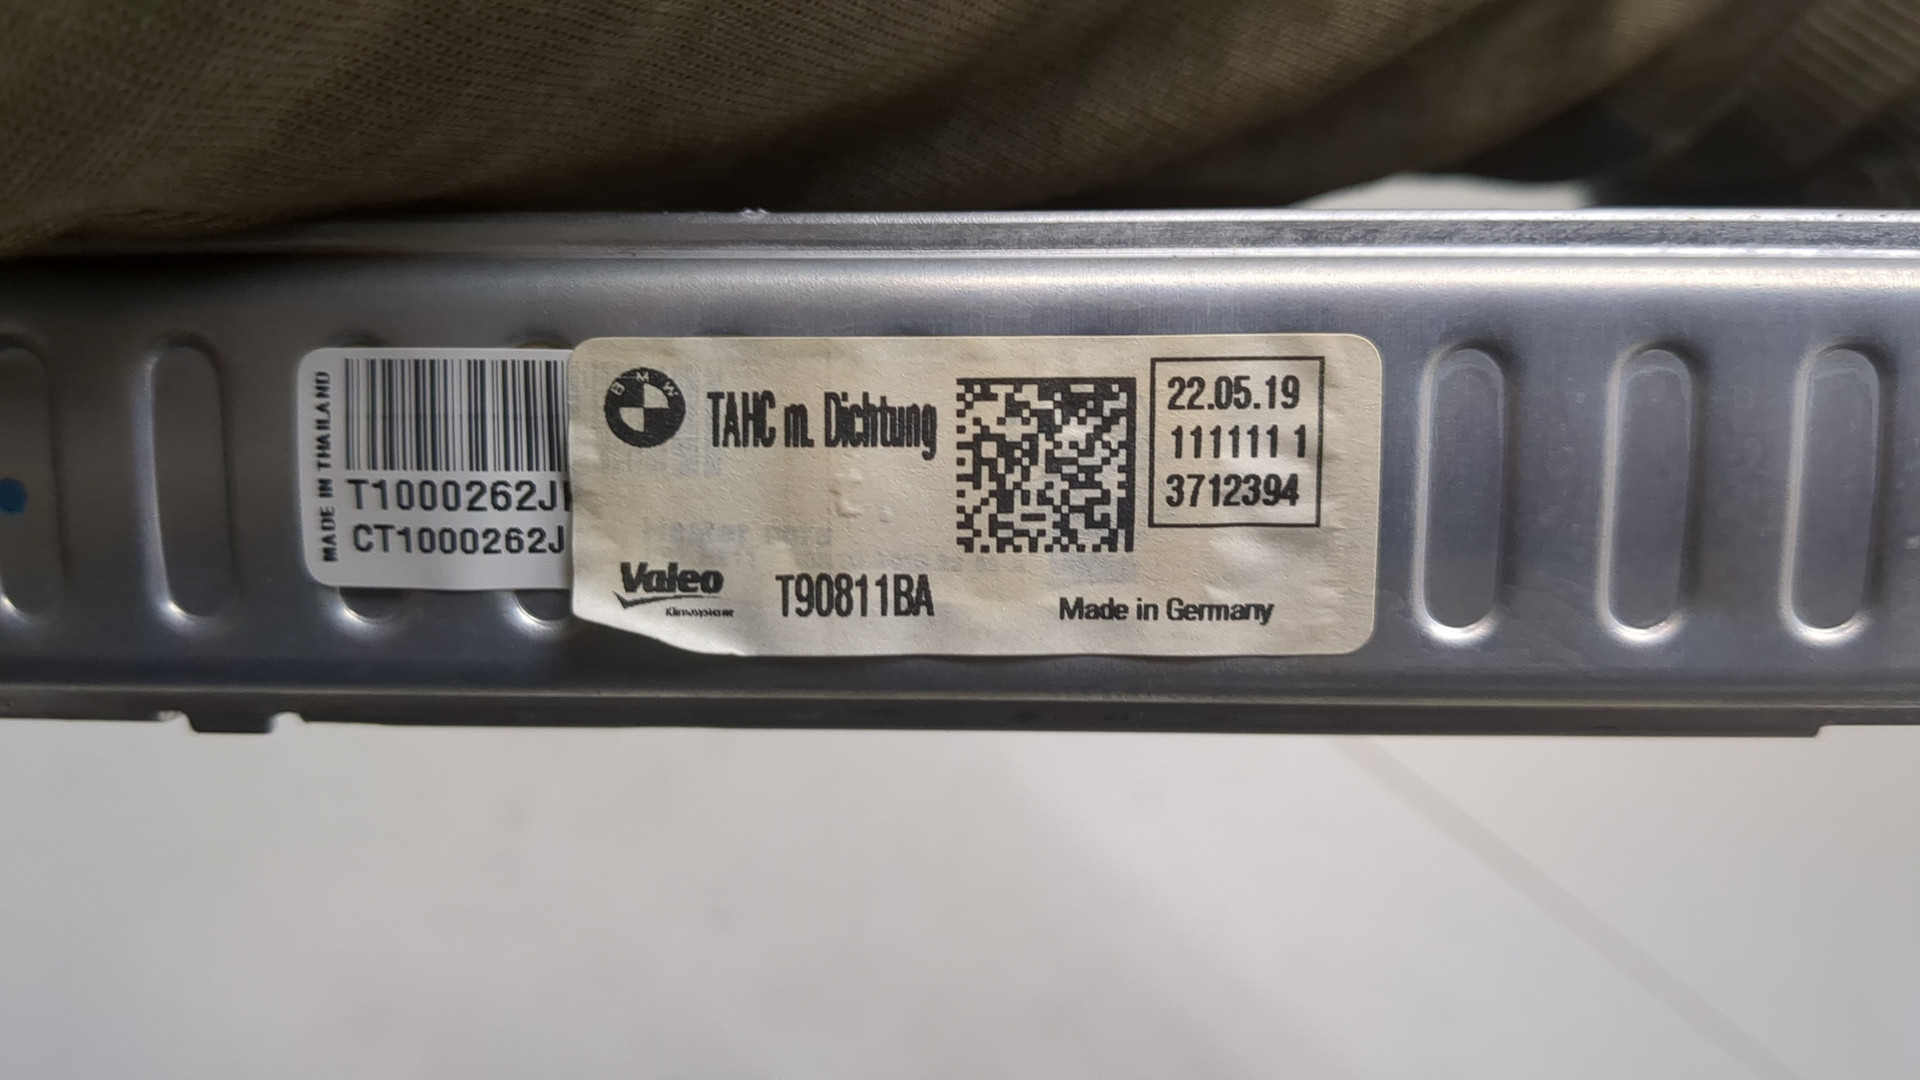 MADE IN THAILAND
T1000262J
CT1000262J
BMW
TAHC m. Dichtung
22.05.19
111111 1
3712394
Valeo
Klimasysteme
T90811BA
Made in Germany